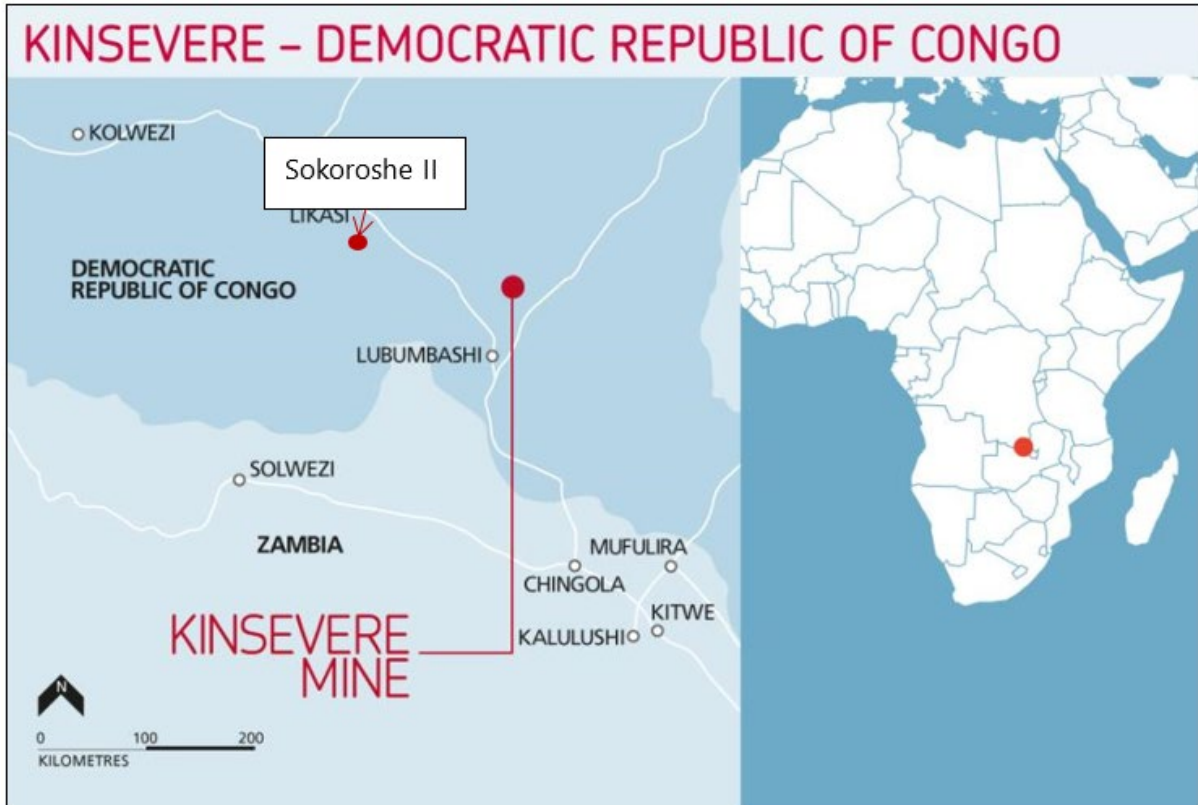 KINSEVERE – DEMOCRATIC REPUBLIC OF CONGO
KOLWEZI
Sokoroshe II
LIKASI
DEMOCRATIC
REPUBLIC OF CONGO
LUBUMBASHI
SOLWEZI
ZAMBIA
MUFULIRA
CHINGOLA
KITWE
KALULUSHI
KINSEVERE
MINE
N
0 100 200
KILOMETRES